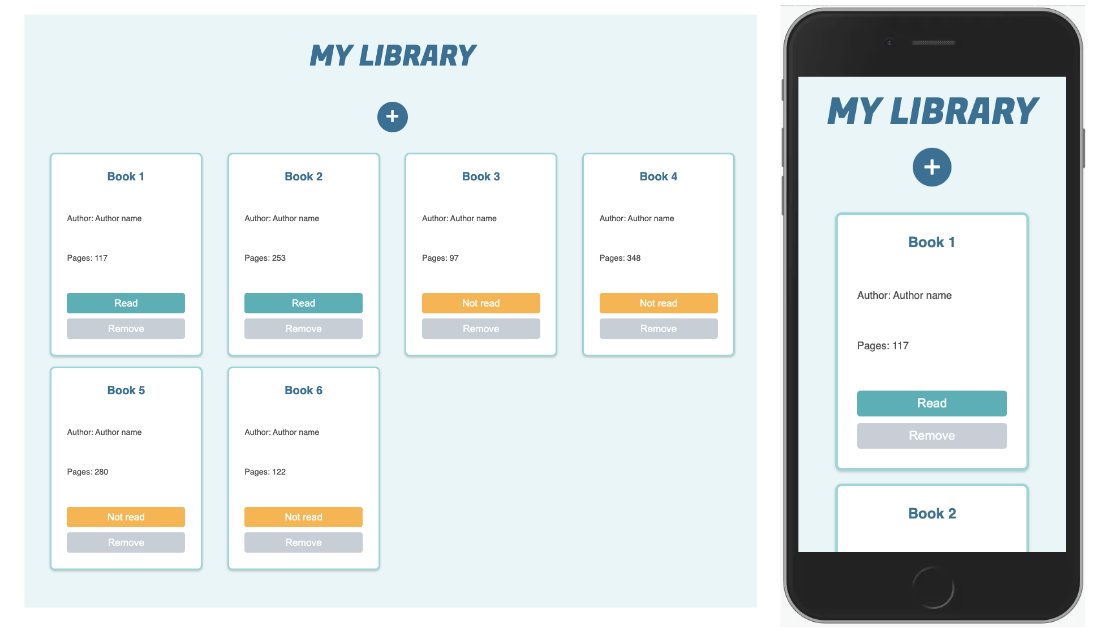 MY LIBRARY
+
Book 1
Author: Author name
Pages: 117
Read
Remove
Book 2
Author: Author name
Pages: 253
Read
Remove
Book 3
Author: Author name
Pages: 97
Not read
Remove
Book 4
Author: Author name
Pages: 348
Not read
Remove
Book 5
Author: Author name
Pages: 280
Not read
Remove
Book 6
Author: Author name
Pages: 122
Not read
Remove
MY LIBRARY
+
Book 1
Author: Author name
Pages: 117
Read
Remove
Book 2